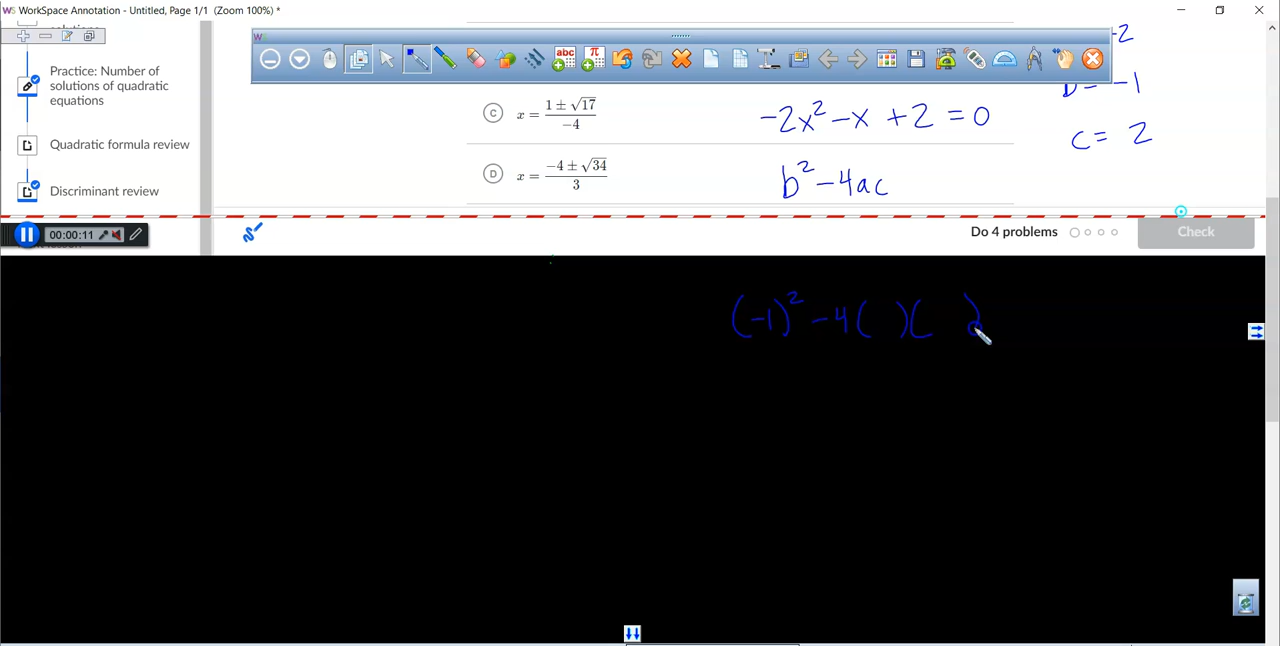 WorkSpace Annotation - Untitled, Page 1/1 (Zoom 100%) *
solutions
Practice: Number of
solutions of quadratic
equations
Quadratic formula review
Discriminant review
abc
π
-2
b = -1
c = 2
C x = (1 ± √17)/-4
-2x² - x + 2 = 0
D x = (-4 ± √34)/3
b² - 4ac
00:00:11
Do 4 problems
Check
(-1)² - 4( )( )